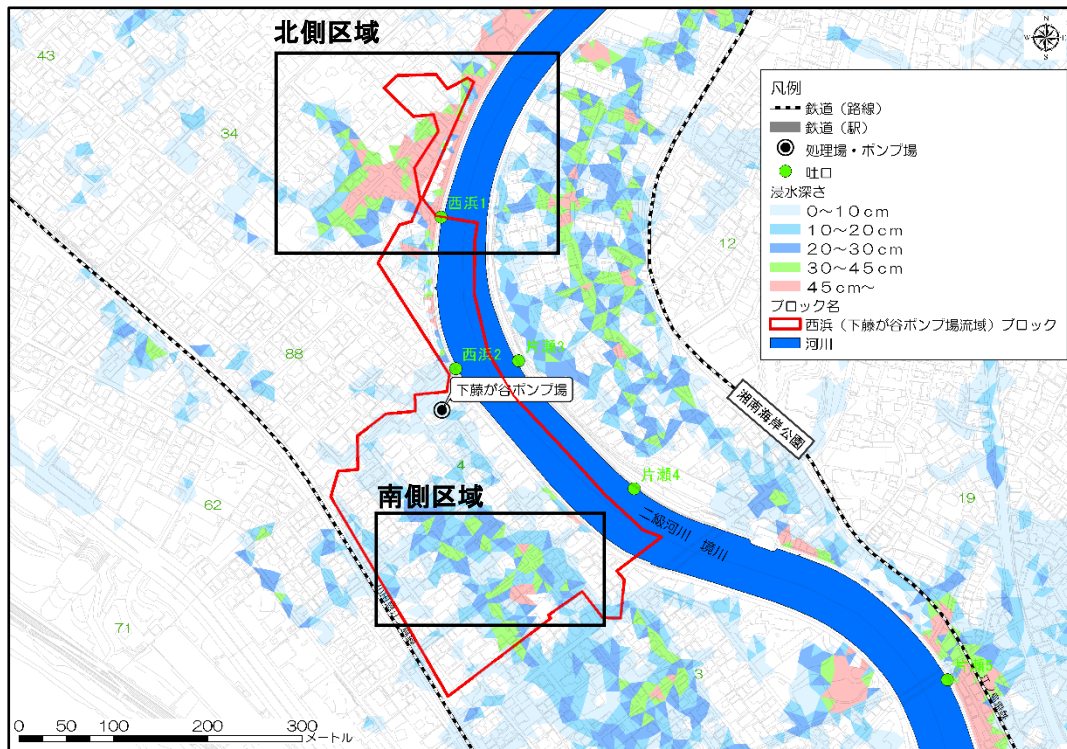 北側区域
43
34
西浜1
12
88
西浜2
片瀬3
下藤が谷ポンプ場
湘南海岸公園
4
片瀬4
62
南側区域
19
二級河川 境川
71
3
片瀬5
0 50 100 200 300
メートル
N
W
E
S
凡例
鉄道（路線）
鉄道（駅）
処理場・ポンプ場
吐口
浸水深さ
0～10cm
10～20cm
20～30cm
30～45cm
45cm～
ブロック名
西浜（下藤が谷ポンプ場流域）ブロック
河川